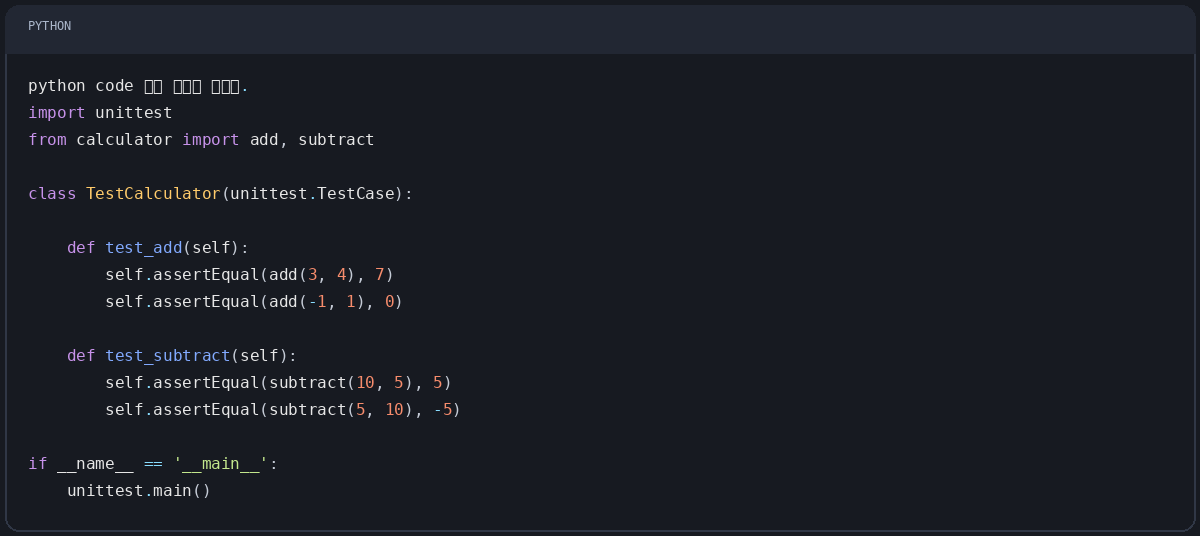 PYTHON
python code .
import unittest
from calculator import add, subtract
class TestCalculator(unittest.TestCase):
def test_add(self):
self.assertEqual(add(3, 4), 7)
self.assertEqual(add(-1, 1), 0)
def test_subtract(self):
self.assertEqual(subtract(10, 5), 5)
self.assertEqual(subtract(5, 10), -5)
if __name__ == '__main__':
unittest.main()